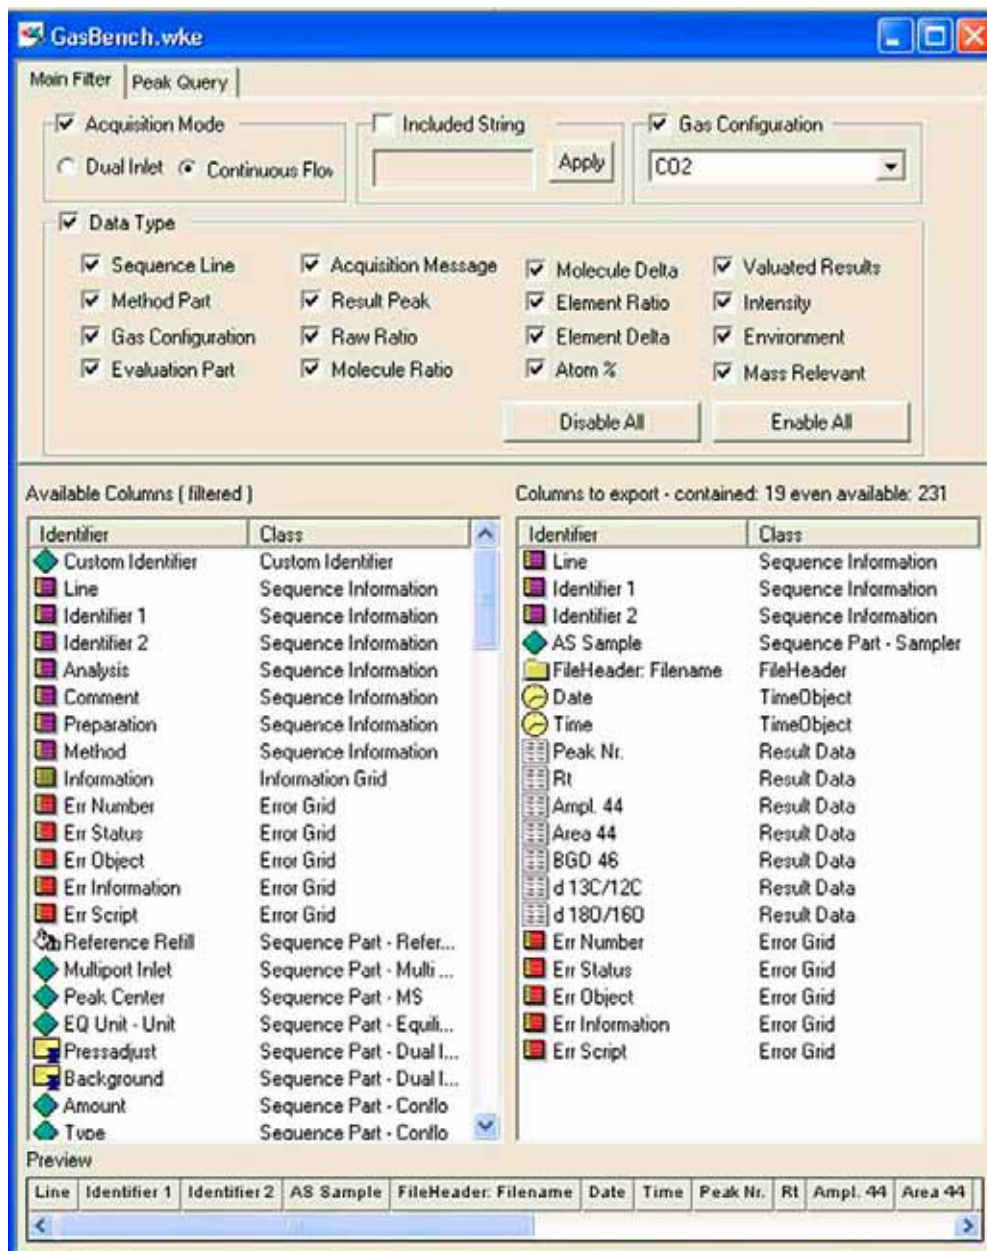 GasBench.wke
Main Filter Peak Query
Acquisition Mode Included String Gas Configuration
Dual Inlet Continuous Flow Apply CO2
Data Type
Sequence Line Acquisition Message Molecule Delta Valuated Results
Method Part Result Peak Element Ratio Intensity
Gas Configuration Raw Ratio Element Delta Environment
Evaluation Part Molecule Ratio Atom % Mass Relevant
Disable All Enable All
Available Columns ( filtered )
Identifier Class
Custom Identifier Custom Identifier
Line Sequence Information
Identifier 1 Sequence Information
Identifier 2 Sequence Information
Analysis Sequence Information
Comment Sequence Information
Preparation Sequence Information
Method Sequence Information
Information Information Grid
Err Number Error Grid
Err Status Error Grid
Err Object Error Grid
Err Information Error Grid
Err Script Error Grid
Reference Refill Sequence Part - Refer...
Multiport Inlet Sequence Part - Multi ...
Peak Center Sequence Part - MS
EQ Unit - Unit Sequence Part - Equili...
Pressadjust Sequence Part - Dual I...
Background Sequence Part - Dual I...
Amount Sequence Part - Conflo
Type Sequence Part - Conflo
Columns to export - contained: 19 even available: 231
Identifier Class
Line Sequence Information
Identifier 1 Sequence Information
Identifier 2 Sequence Information
AS Sample Sequence Part - Sampler
FileHeader: Filename FileHeader
Date TimeObject
Time TimeObject
Peak Nr. Result Data
Rt Result Data
Ampl. 44 Result Data
Area 44 Result Data
BGD 46 Result Data
d 13C/12C Result Data
d 18O/16O Result Data
Err Number Error Grid
Err Status Error Grid
Err Object Error Grid
Err Information Error Grid
Err Script Error Grid
Preview
Line Identifier 1 Identifier 2 AS Sample FileHeader: Filename Date Time Peak Nr. Rt Ampl. 44 Area 44